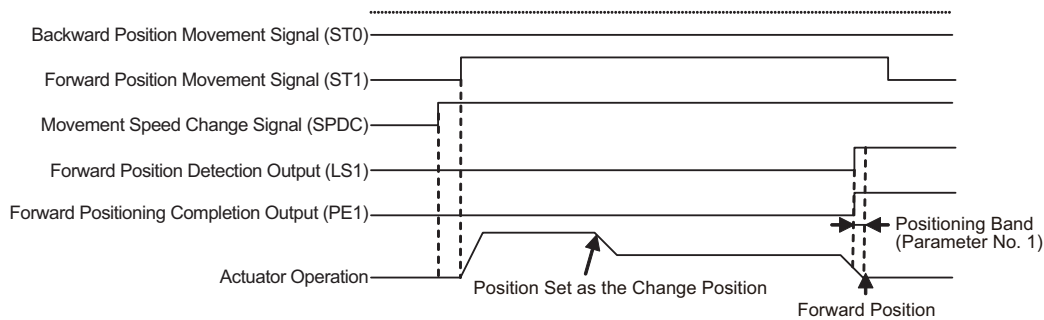 Backward Position Movement Signal (ST0)
Forward Position Movement Signal (ST1)
Movement Speed Change Signal (SPDC)
Forward Position Detection Output (LS1)
Forward Positioning Completion Output (PE1)
Positioning Band
(Parameter No. 1)
Actuator Operation
Position Set as the Change Position
Forward Position